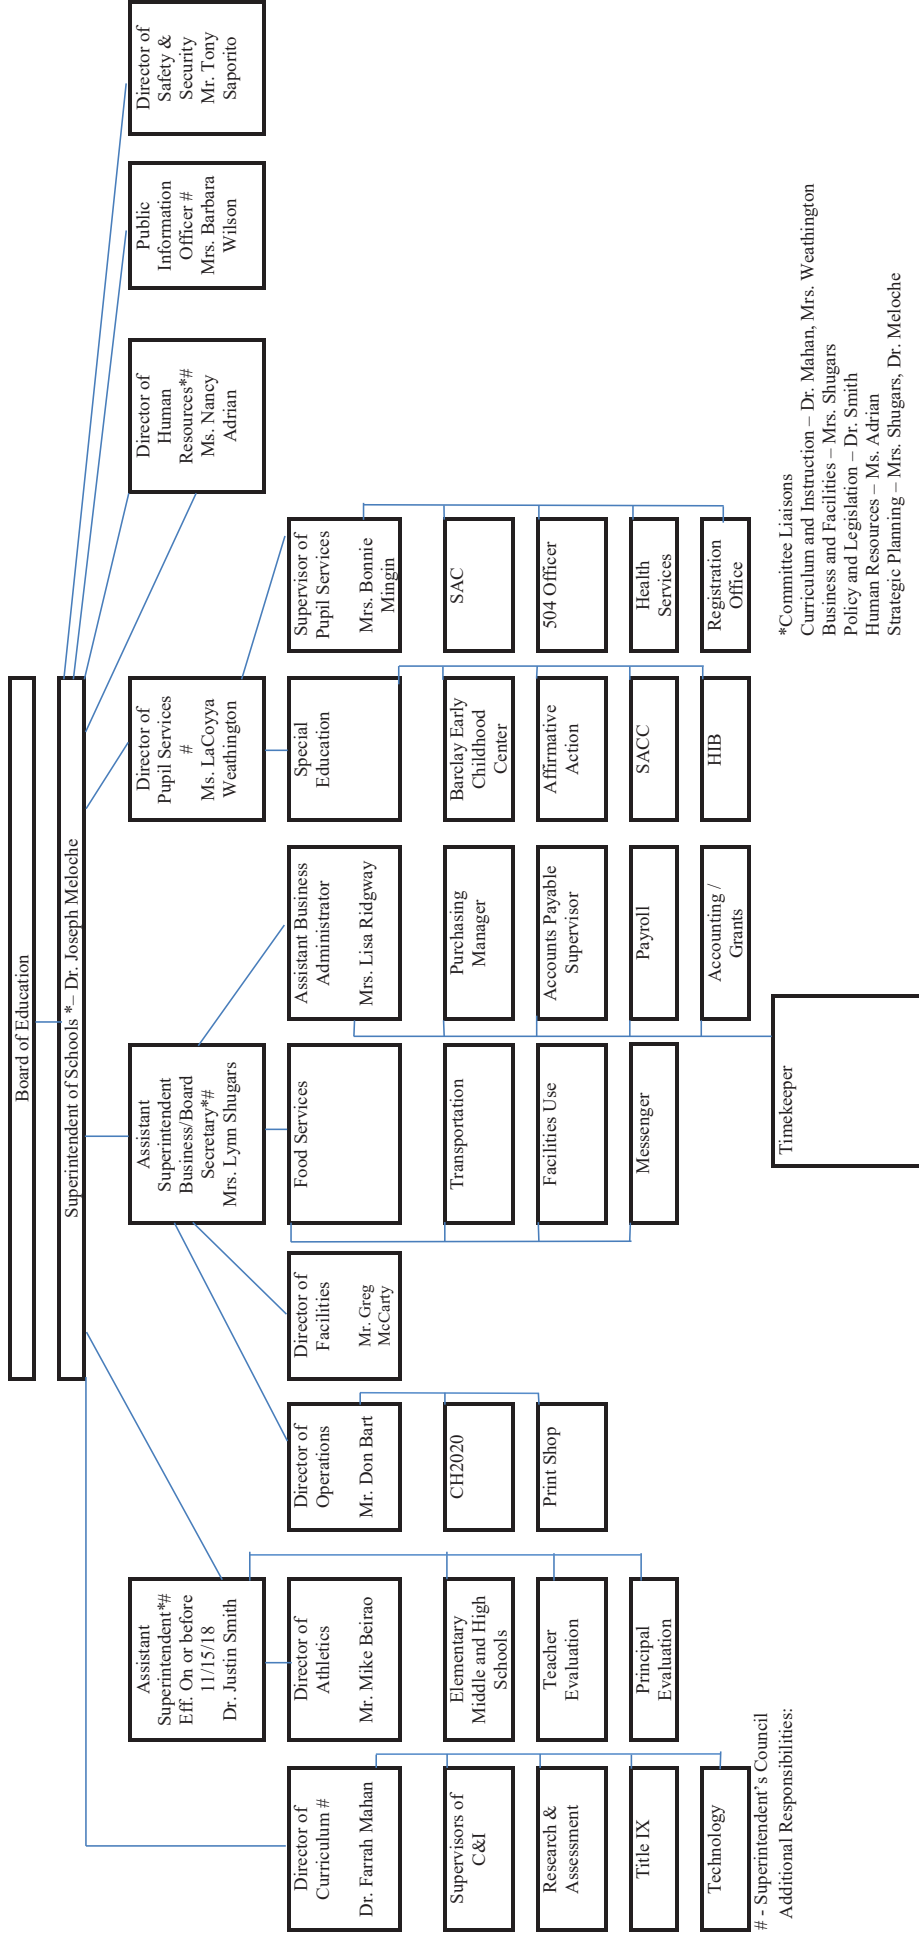 Board of Education
Superintendent of Schools *– Dr. Joseph Meloche
Assistant
Superintendent*#
Eff. On or before
11/15/18
Dr. Justin Smith
Assistant
Superintendent
Business/Board
Secretary*#
Mrs. Lynn Shugars
Director of
Pupil Services
#
Ms. LaCoyya
Weathington
Director of
Human
Resources*#
Ms. Nancy
Adrian
Public
Information
Officer #
Mrs. Barbara
Wilson
Director of
Safety &
Security
Mr. Tony
Saporito
Director of
Curriculum #
Dr. Farrah Mahan
Director of
Athletics
Mr. Mike Beirao
Director of
Operations
Mr. Don Bart
Director of
Facilities
Mr. Greg
McCarty
Food Services
Assistant Business
Administrator
Mrs. Lisa Ridgway
Special
Education
Supervisor of
Pupil Services
Mrs. Bonnie
Mingin
Supervisors of
C&I
Elementary
Middle and High
Schools
CH2020
Transportation
Purchasing
Manager
Barclay Early
Childhood
Center
SAC
Research &
Assessment
Teacher
Evaluation
Print Shop
Facilities Use
Accounts Payable
Supervisor
Affirmative
Action
504 Officer
Title IX
Principal
Evaluation
Messenger
Payroll
SACC
Health
Services
Technology
Accounting /
Grants
HIB
Registration
Office
# - Superintendent's Council
Additional Responsibilities:
Timekeeper
*Committee Liaisons
Curriculum and Instruction – Dr. Mahan, Mrs. Weathington
Business and Facilities – Mrs. Shugars
Policy and Legislation – Dr. Smith
Human Resources – Ms. Adrian
Strategic Planning – Mrs. Shugars, Dr. Meloche